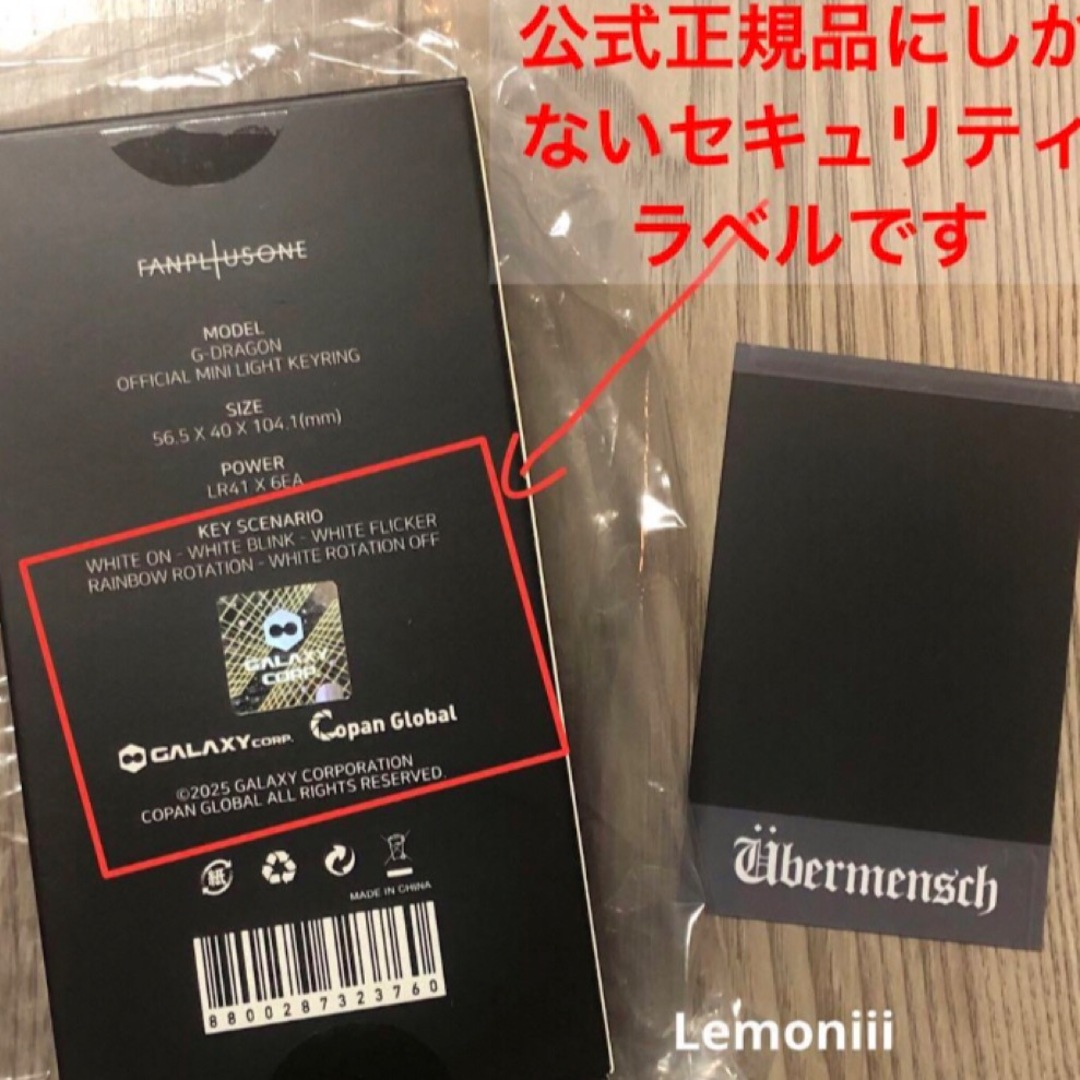 公式正規品にしか
ないセキュリティ
ラベルです
FANPLUSONE
MODEL
G-DRAGON
OFFICIAL MINI LIGHT KEYRING
SIZE
56.5 X 40 X 104.1(mm)
POWER
LR41 X 6EA
KEY SCENARIO
WHITE ON - WHITE BLINK - WHITE FLICKER
RAINBOW ROTATION - WHITE ROTATION OFF
GALAXY
CORP.
GALAXY CORP.
Copan Global
©2025 GALAXY CORPORATION
COPAN GLOBAL ALL RIGHTS RESERVED.
紙
MADE IN CHINA
8800287323760
Übermensch
Lemoniii